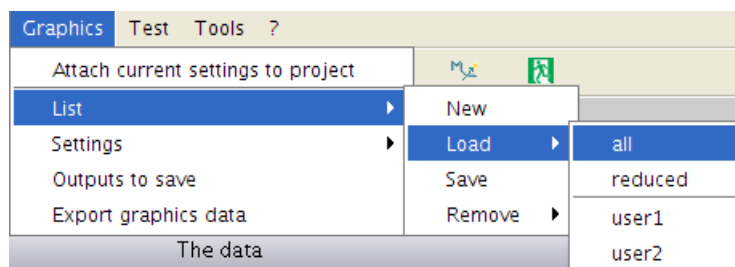 Graphics Test Tools ?
Attach current settings to project
List
Settings
Outputs to save
Export graphics data
The data
New
Load
Save
Remove
all
reduced
user1
user2